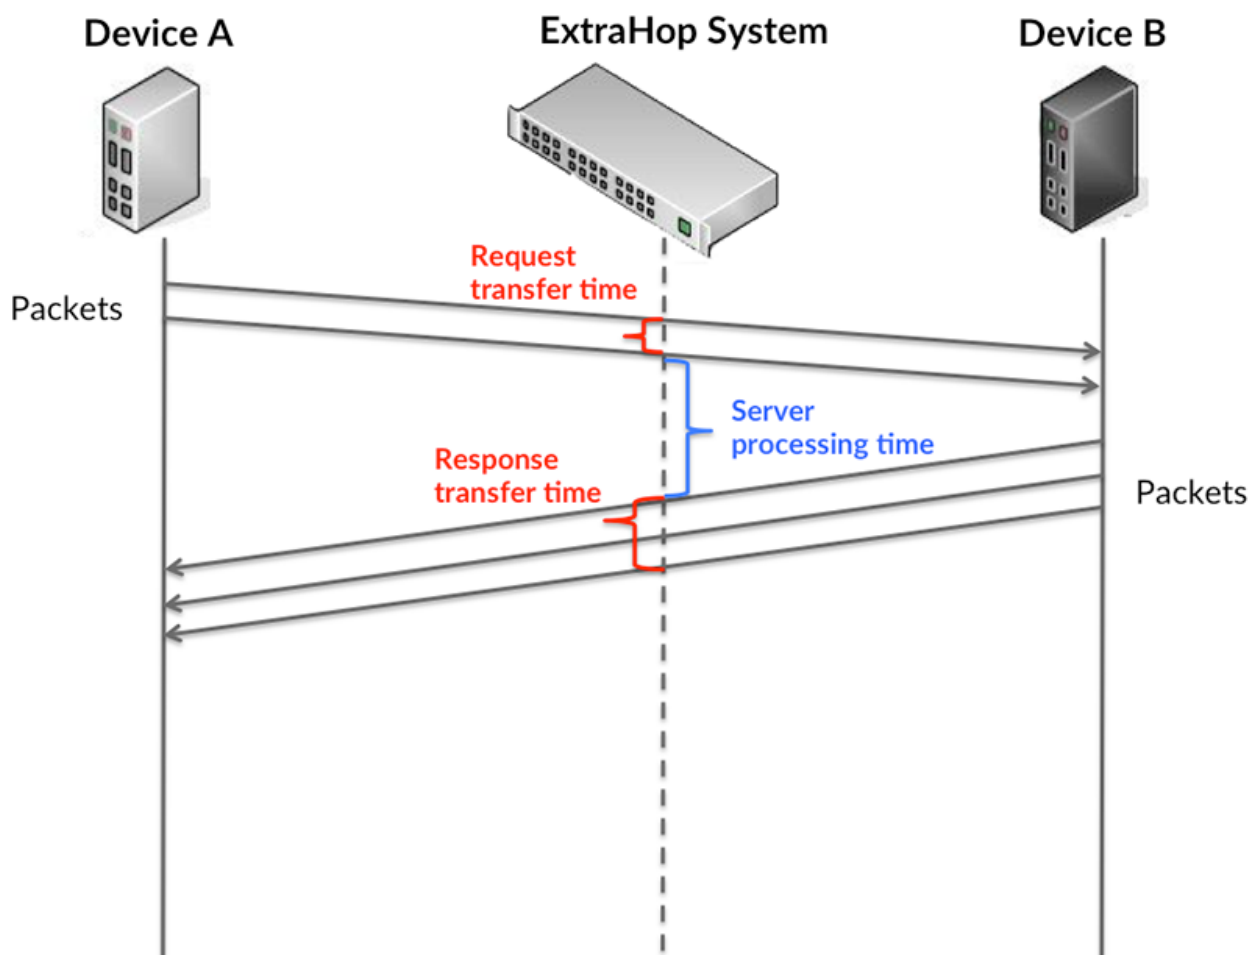 Device A
ExtraHop System
Device B
Request
transfer time
Packets
Server
processing time
Response
transfer time
Packets